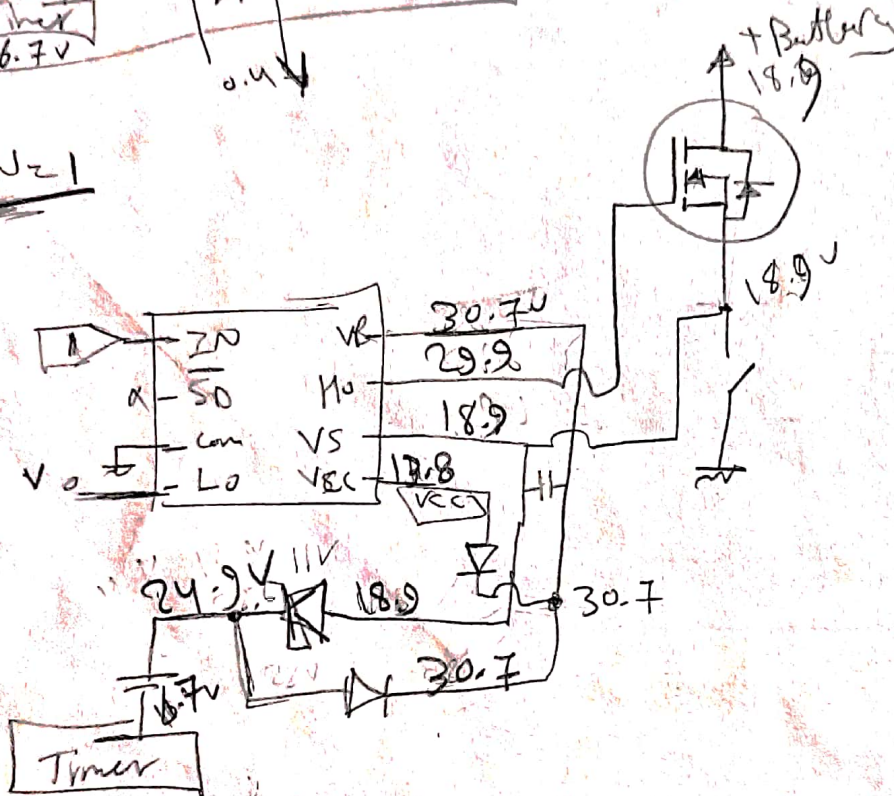 6.7V
0.4V
+ Battery
18.9
18.9V
IN
VB
30.7V
SD
HO
29.9
Com
VS
18.9
LO
VCC
VCC
V
11V
24.9V
18.9
30.7
30.7
6.7V
Timer